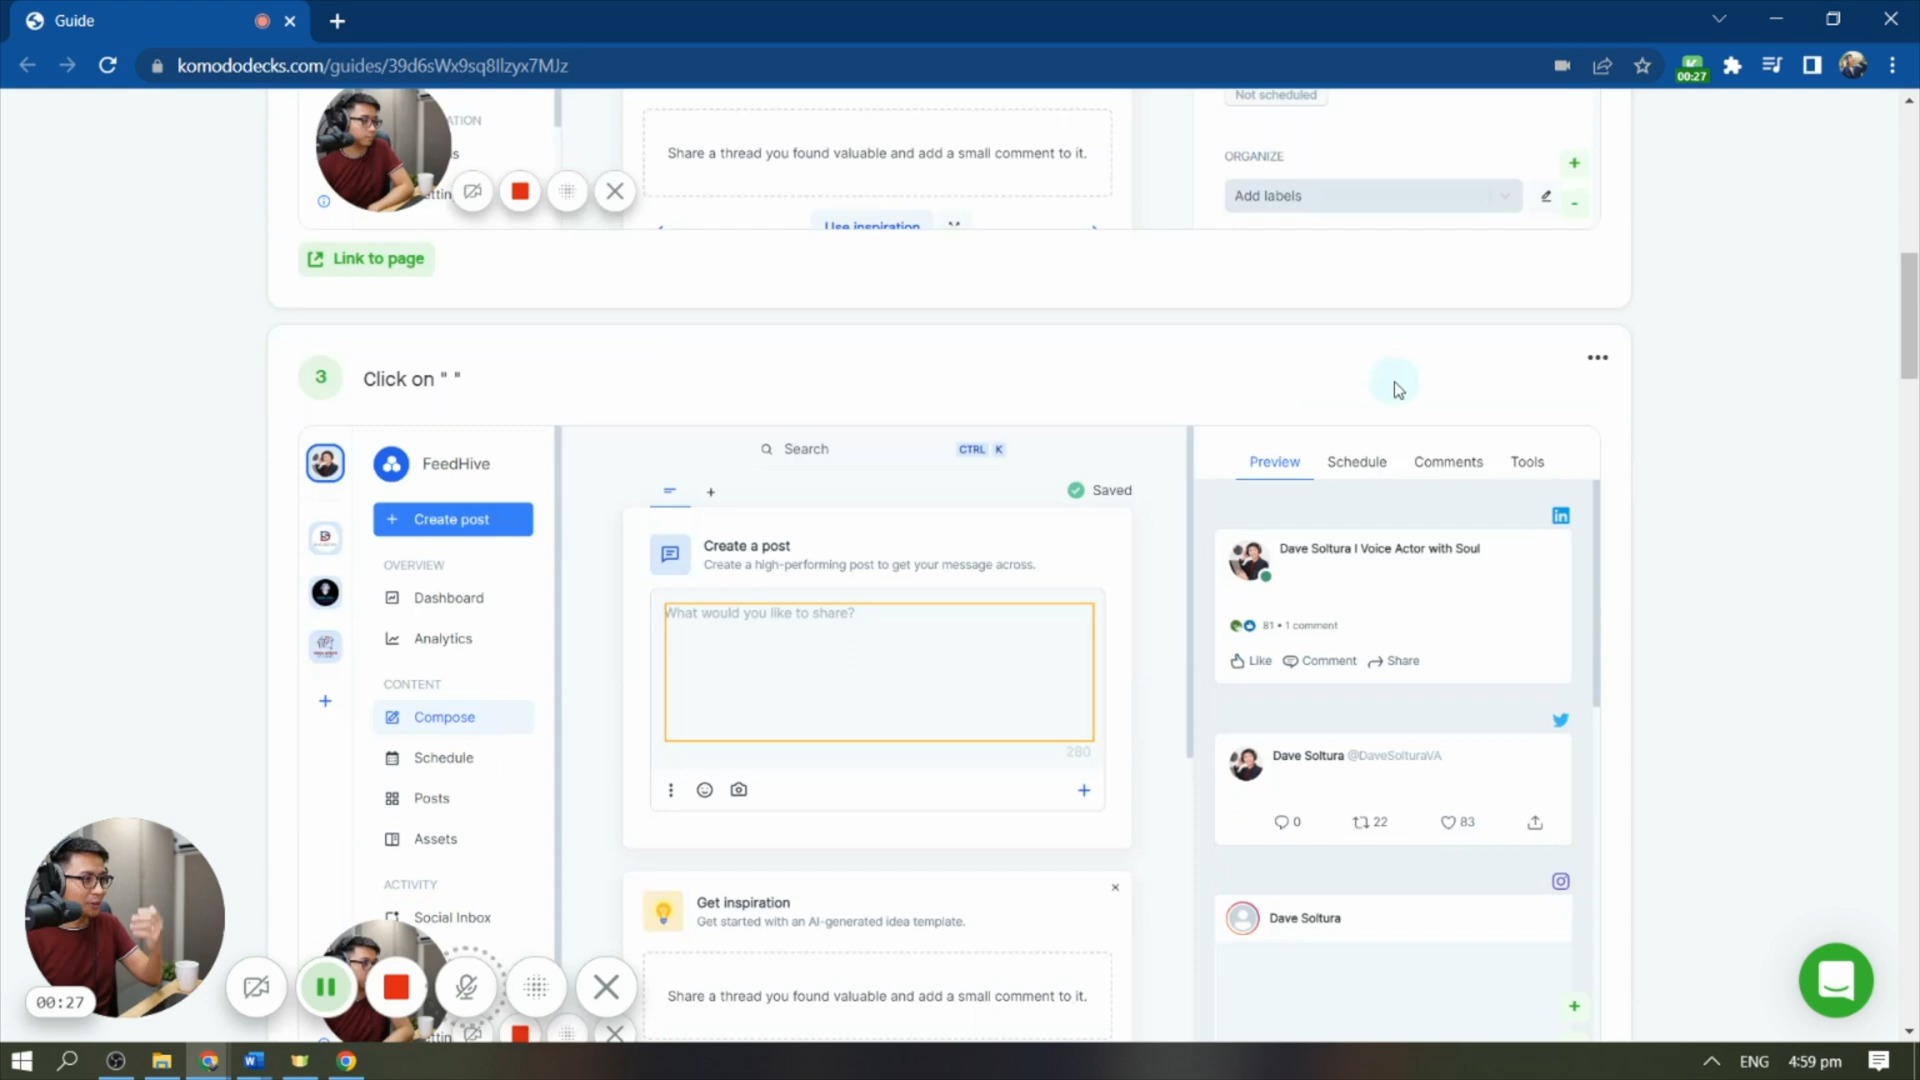 Guide
komododecks.com/guides/39d6sWx9sq8Ilzyx7MJz
00:27
Not scheduled
ORGANIZE
Share a thread you found valuable and add a small comment to it.
Add labels
Use inspiration
Link to page
3
Click on " "
FeedHive
Search
CTRL K
Saved
Preview
Schedule
Comments
Tools
Create post
Create a post
Create a high-performing post to get your message across.
OVERVIEW
Dashboard
Analytics
CONTENT
Compose
Schedule
Posts
Assets
ACTIVITY
Social Inbox
What would you like to share?
280
Dave Soltura I Voice Actor with Soul
81 • 1 comment
Like
Comment
Share
Dave Soltura @DaveSolturaVA
0
22
83
Dave Soltura
Get inspiration
Get started with an AI-generated idea template.
Share a thread you found valuable and add a small comment to it.
00:27
ENG
4:59 pm